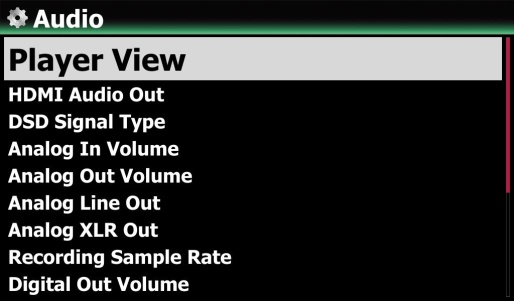 Audio
Player View
HDMI Audio Out
DSD Signal Type
Analog In Volume
Analog Out Volume
Analog Line Out
Analog XLR Out
Recording Sample Rate
Digital Out Volume